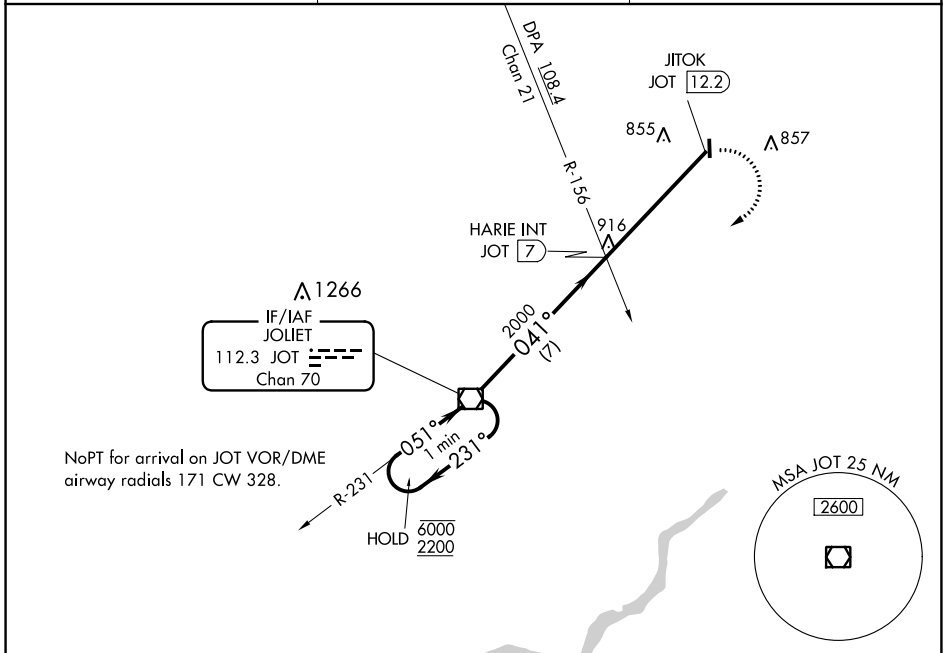 DPA 108.4
Chan 21
R-156
JITOK
JOT 12.2
855
857
HARIE INT
JOT 7
916
1266
IF/IAF
JOLIET
112.3 JOT
Chan 70
2000
041°
(7)
051°
1 min
231°
R-231
NoPT for arrival on JOT VOR/DME
airway radials 171 CW 328.
HOLD 6000
2200
MSA JOT 25 NM
2600